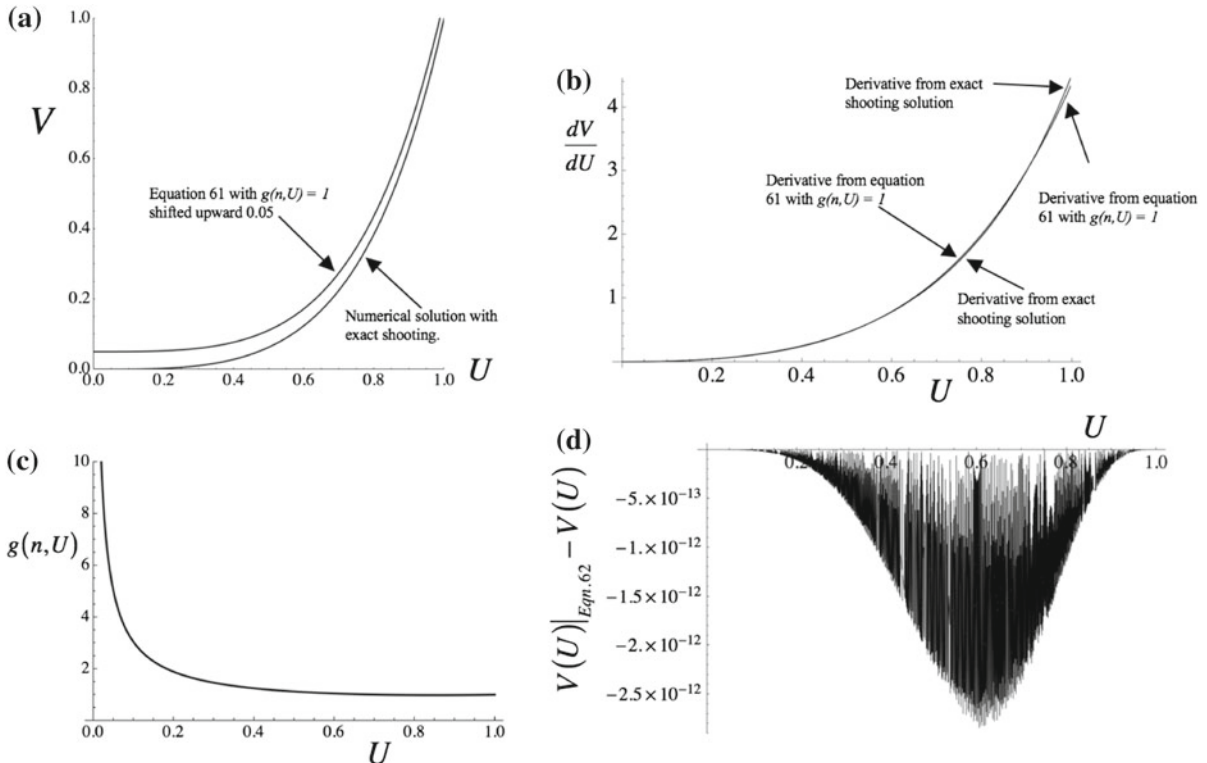 (a)
1.0
0.8
V
0.6
Equation 61 with g(n,U) = 1
shifted upward 0.05
0.4
0.2
Numerical solution with
exact shooting.
0.0
0.0 0.2 0.4 0.6 0.8 1.0
U
(b)
Derivative from exact
shooting solution
4
dV
dU
3
Derivative from equation
61 with g(n,U) = 1
Derivative from equation
61 with g(n,U) = 1
2
Derivative from exact
shooting solution
1
0.2 0.4 0.6 0.8 1.0
U
(c)
10
8
g(n,U)
6
4
2
0.0 0.2 0.4 0.6 0.8 1.0
U
(d)
U
0.2 0.4 0.6 0.8 1.0
V(U)|Eqn.62 − V(U)
−5.×10⁻¹³
−1.×10⁻¹²
−1.5×10⁻¹²
−2.×10⁻¹²
−2.5×10⁻¹²